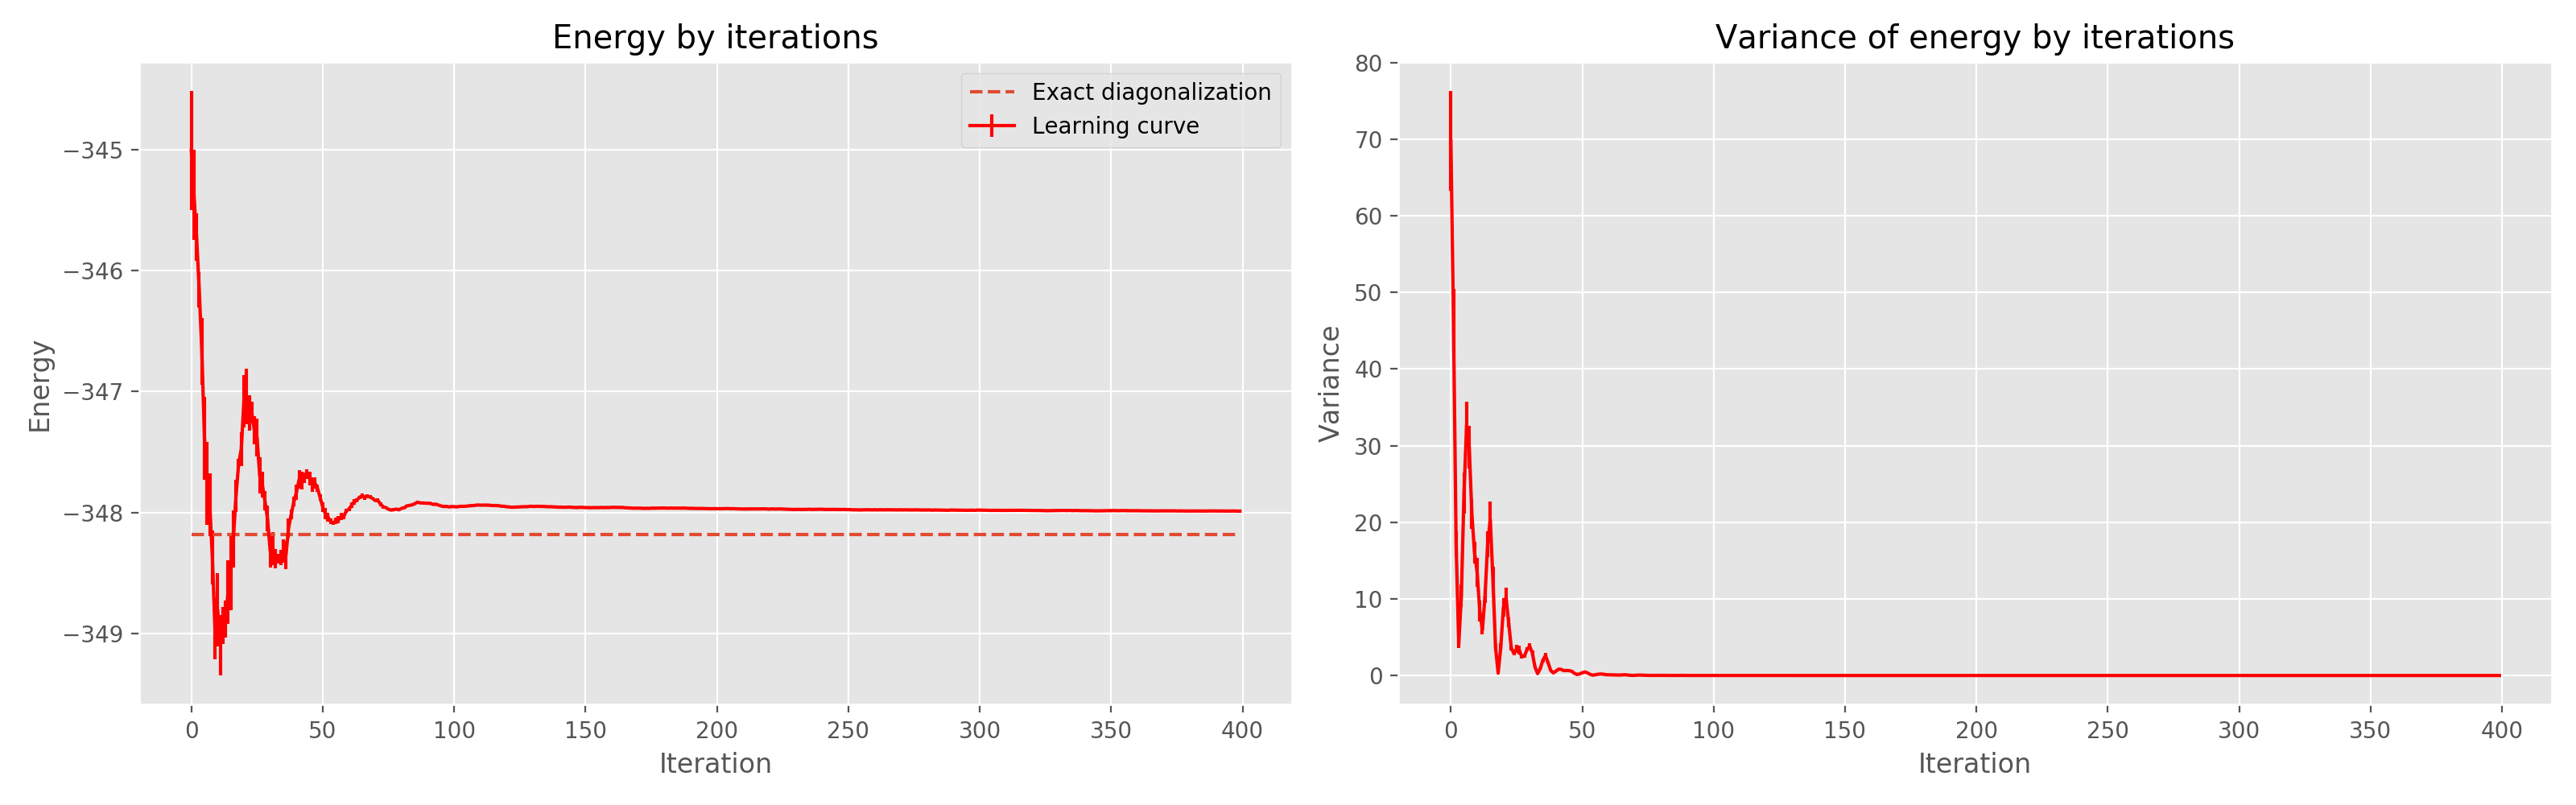 Energy by iterations
Exact diagonalization
Learning curve
−345
−346
−347
−348
−349
Energy
0 50 100 150 200 250 300 350 400
Iteration
Variance of energy by iterations
80
70
60
50
40
30
20
10
0
Variance
0 50 100 150 200 250 300 350 400
Iteration